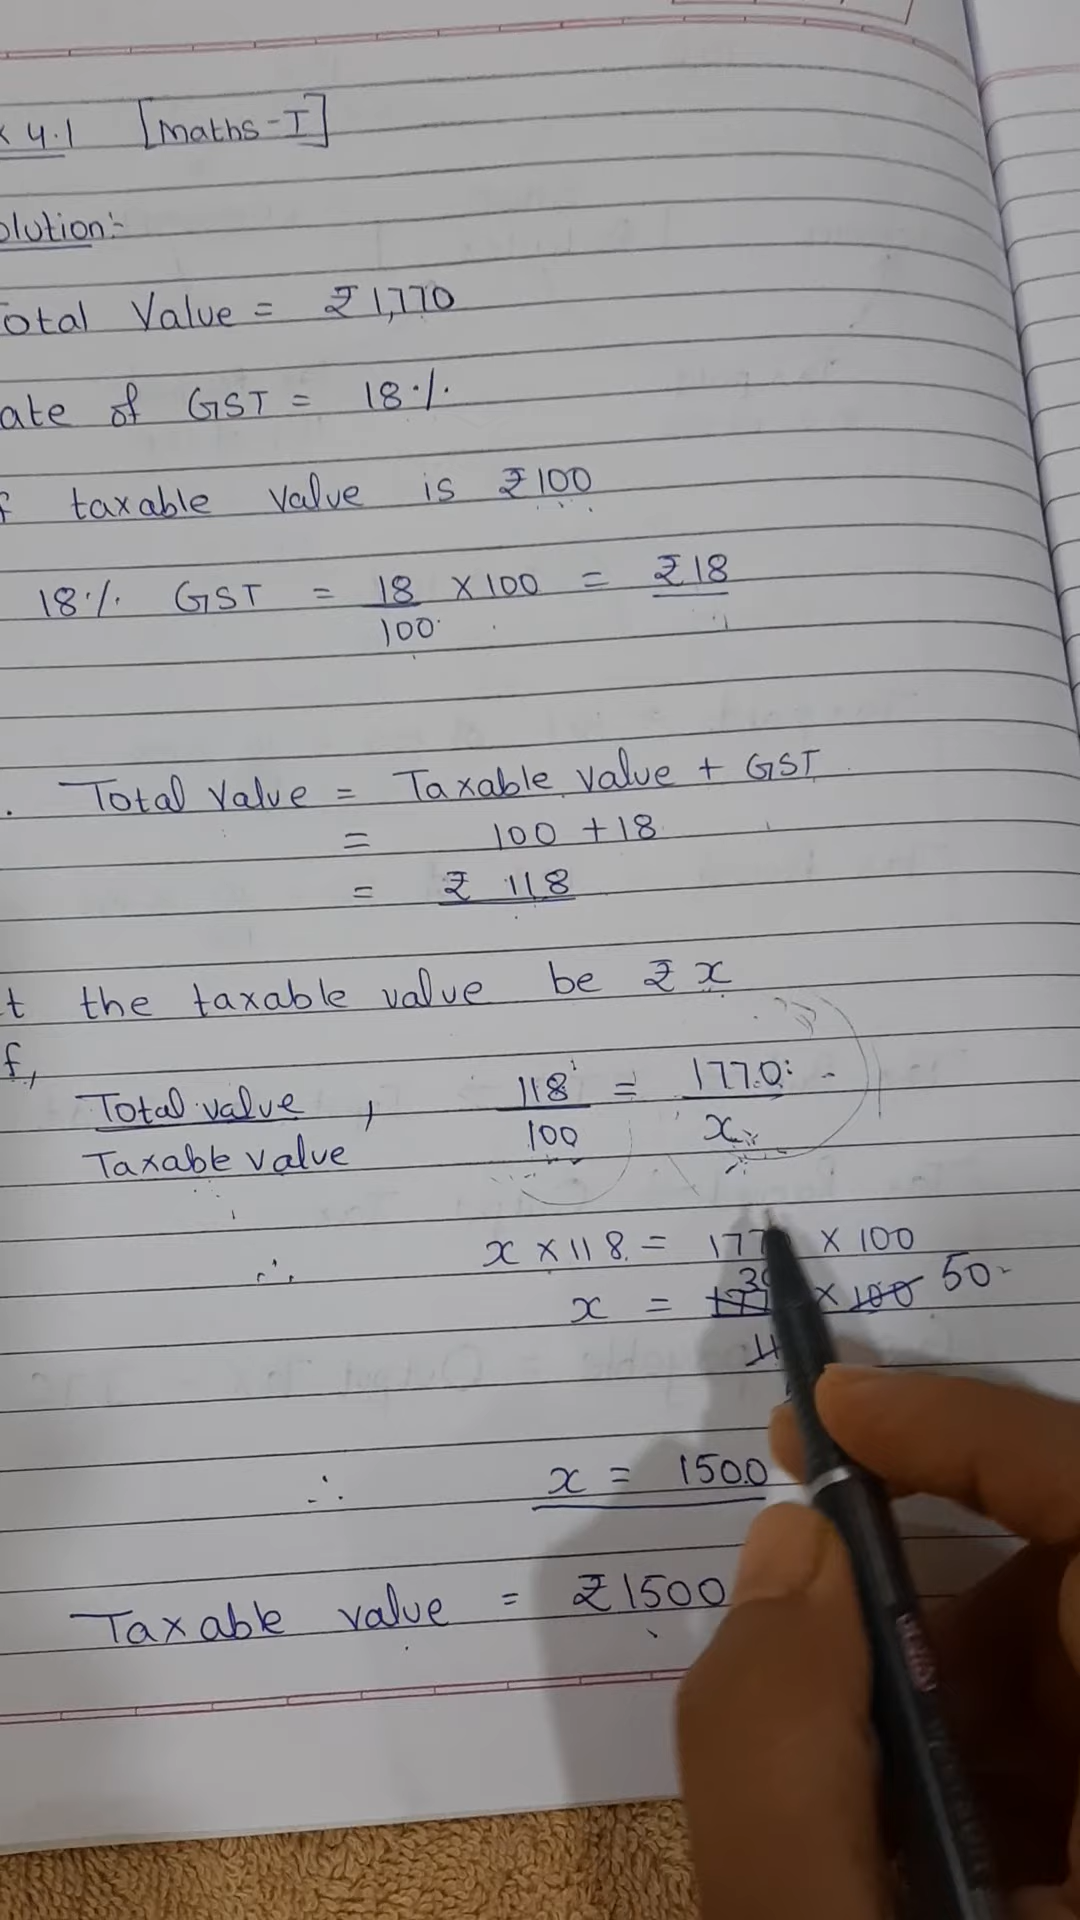 4.1 [Maths-I]
olution:-
otal Value = ₹1,770
ate of GST = 18%
f taxable value is ₹100
18% GST = 18/100 × 100 = ₹18
Total Value = Taxable value + GST
= 100 + 18
= ₹ 118
t the taxable value be ₹ x
f,
Total value / Taxable value , 118/100 = 1770/x
∴ x × 118 = 177 × 100
x = × 100 50
∴ x = 1500
Taxable value = ₹1500